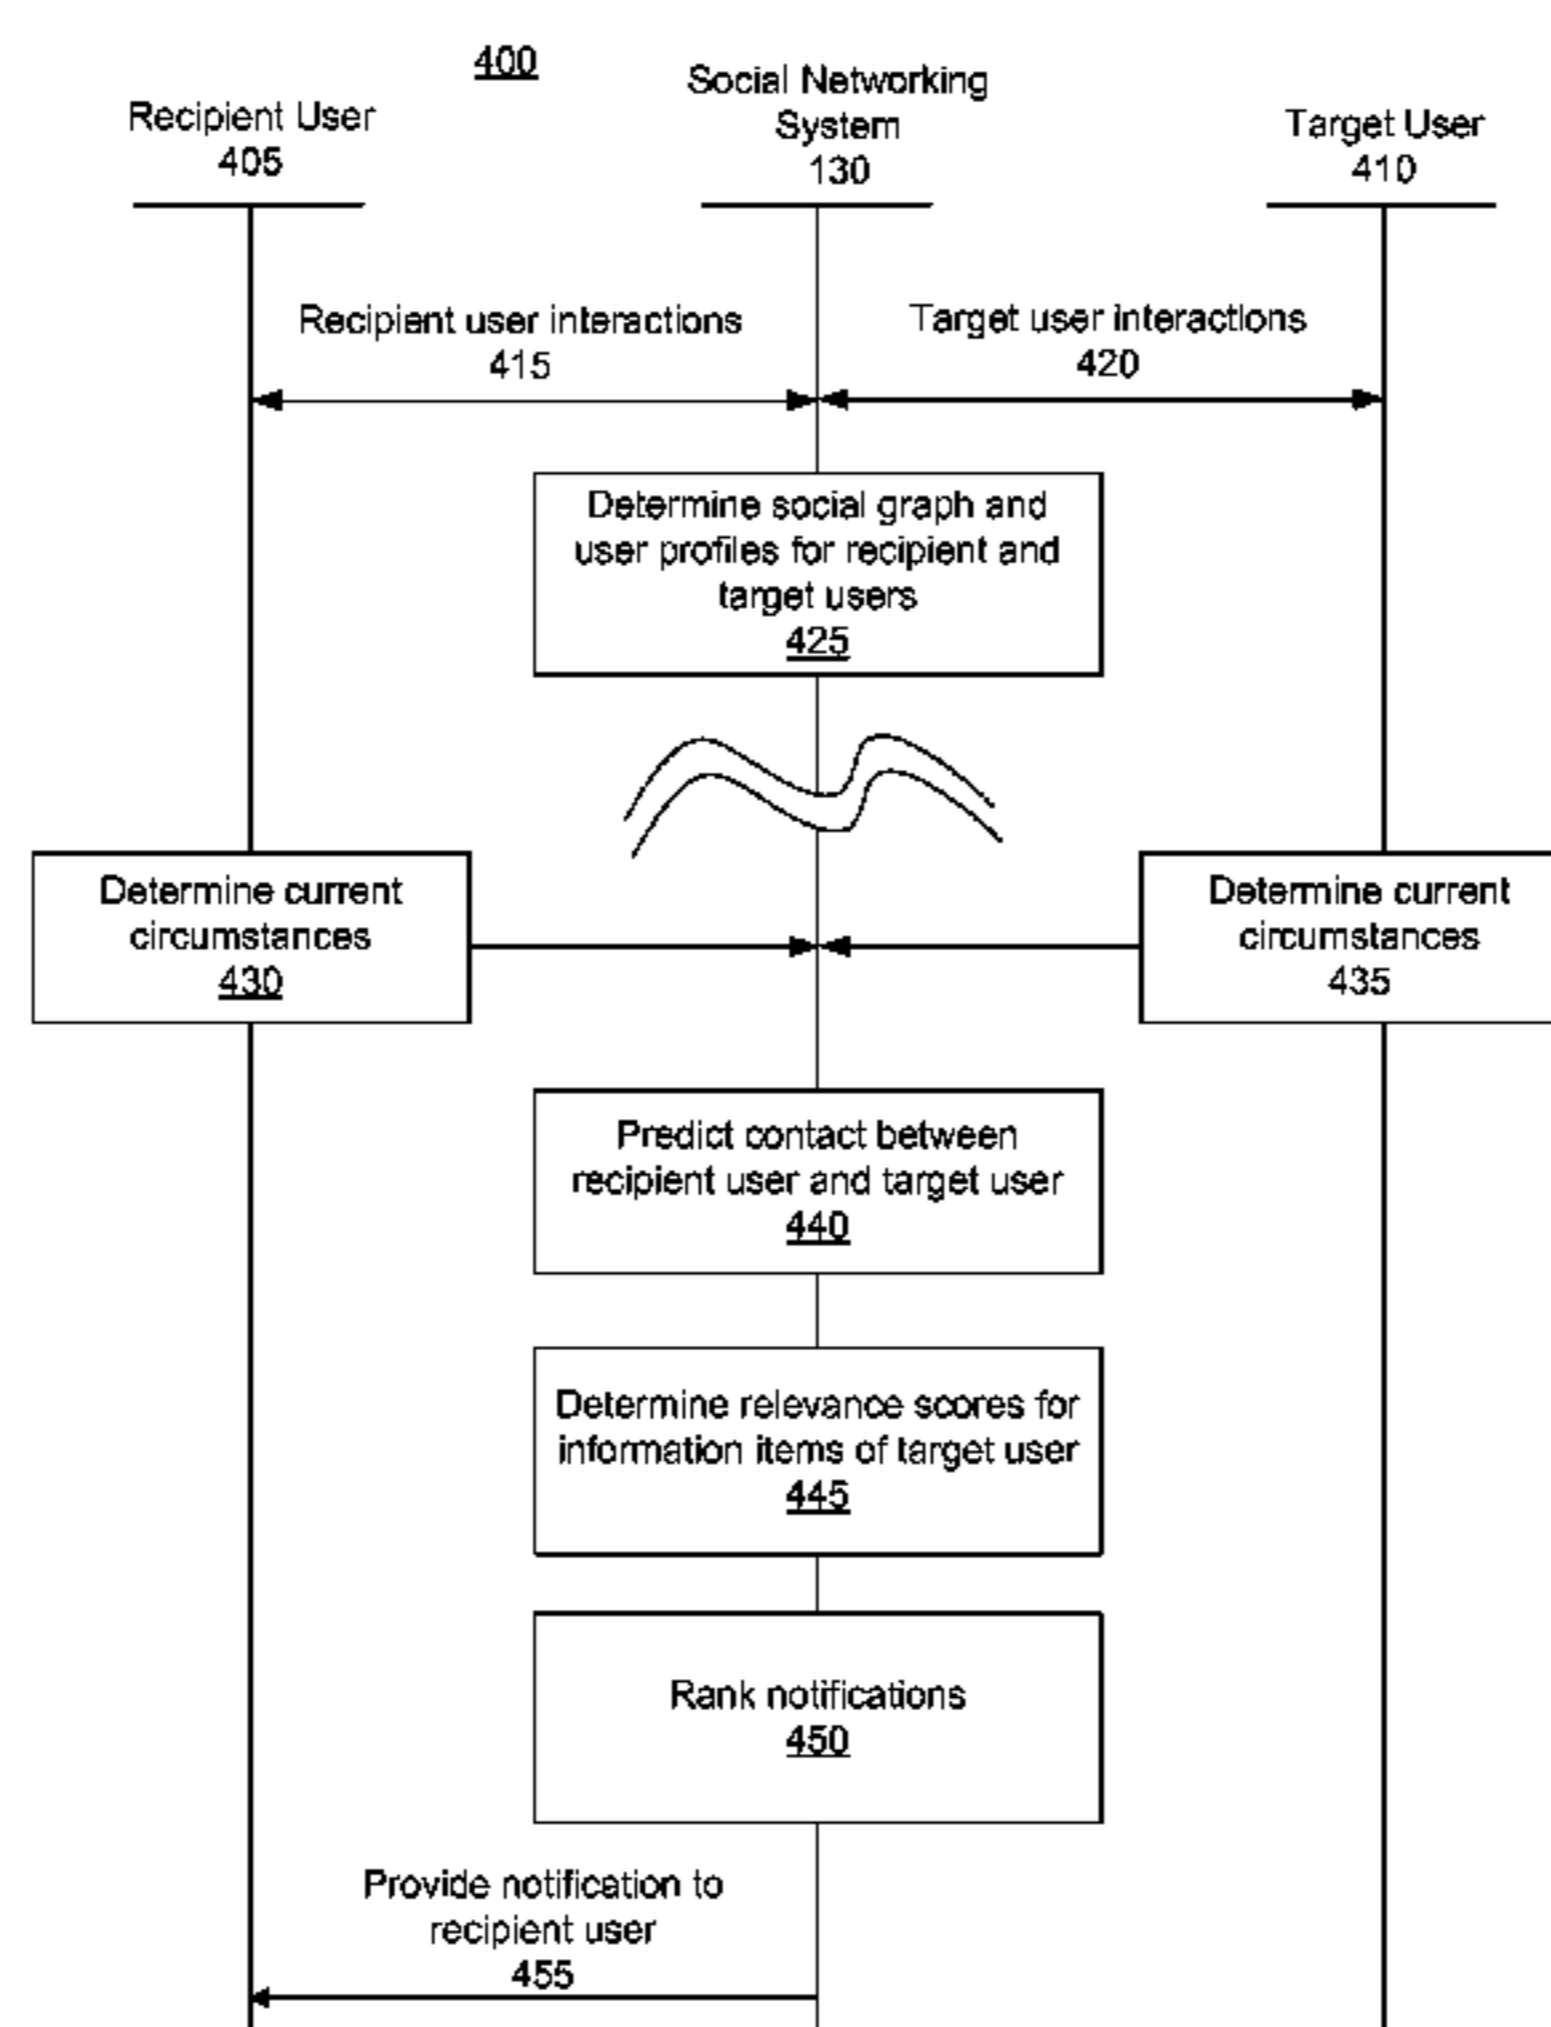 400
Recipient User
405
Social Networking
System
130
Target User
410
Recipient user interactions
415
Target user interactions
420
Determine social graph and
user profiles for recipient and
target users
425
Determine current
circumstances
430
Determine current
circumstances
435
Predict contact between
recipient user and target user
440
Determine relevance scores for
information items of target user
445
Rank notifications
450
Provide notification to
recipient user
455